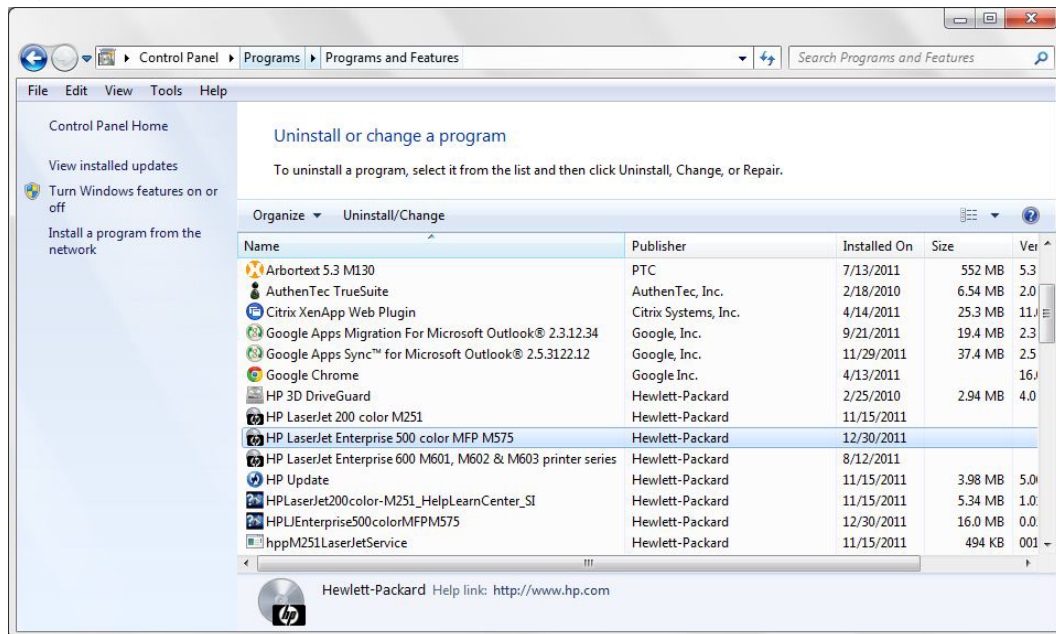 Control Panel Programs Programs and Features Search Programs and Features
File Edit View Tools Help
Control Panel Home
View installed updates
Turn Windows features on or
off
Install a program from the
network
Uninstall or change a program
To uninstall a program, select it from the list and then click Uninstall, Change, or Repair.
Organize Uninstall/Change
Name Publisher Installed On Size
Arbortext 5.3 M130 PTC 7/13/2011 552 MB 5.3
AuthenTec TrueSuite AuthenTec, Inc. 2/18/2010 6.54 MB 2.0
Citrix XenApp Web Plugin Citrix Systems, Inc. 4/14/2011 25.3 MB 11.
Google Apps Migration For Microsoft Outlook® 2.3.12.34 Google, Inc. 9/21/2011 19.4 MB 2.3
Google Apps Sync™ for Microsoft Outlook® 2.5.3122.12 Google, Inc. 11/29/2011 37.4 MB 2.5
Google Chrome Google Inc. 4/13/2011 16.
HP 3D DriveGuard Hewlett-Packard 2/25/2010 2.94 MB 4.0
HP LaserJet 200 color M251 Hewlett-Packard 11/15/2011
HP LaserJet Enterprise 500 color MFP M575 Hewlett-Packard 12/30/2011
HP LaserJet Enterprise 600 M601, M602 & M603 printer series Hewlett-Packard 8/12/2011
HP Update Hewlett-Packard 11/15/2011 3.98 MB 5.0
HPLaserJet200color-M251_HelpLearnCenter_SI Hewlett-Packard 11/15/2011 5.34 MB 1.0
HPLJEnterprise500colorMFPM575 Hewlett-Packard 12/30/2011 16.0 MB 0.0
hppM251LaserJetService Hewlett-Packard 11/15/2011 494 KB 001
Hewlett-Packard Help link: http://www.hp.com
hp